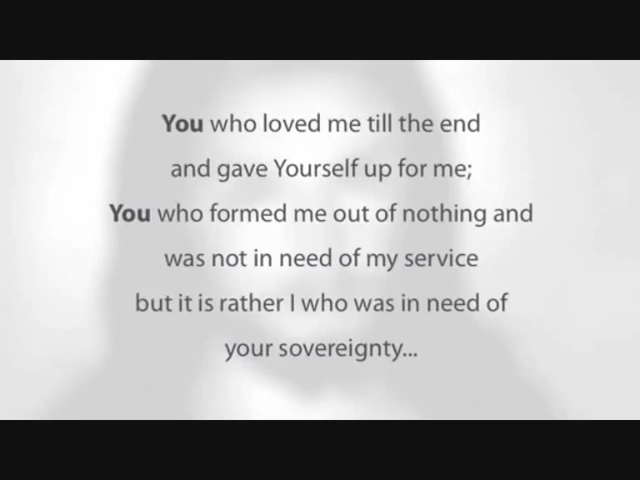 You who loved me till the end
and gave Yourself up for me;
You who formed me out of nothing and
was not in need of my service
but it is rather I who was in need of
your sovereignty...